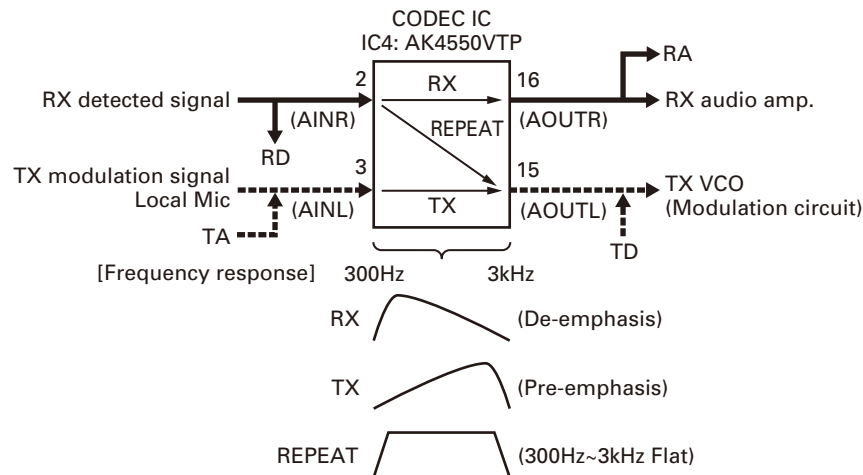 CODEC IC
IC4: AK4550VTP
RA
2
RX
16
RX detected signal
(AINR)
REPEAT
(AOUTR)
RX audio amp.
RD
3
15
TX modulation signal
Local Mic
(AINL)
TX
(AOUTL)
TX VCO
(Modulation circuit)
TA
TD
[Frequency response]
300Hz
3kHz
RX
(De-emphasis)
TX
(Pre-emphasis)
REPEAT
(300Hz~3kHz Flat)